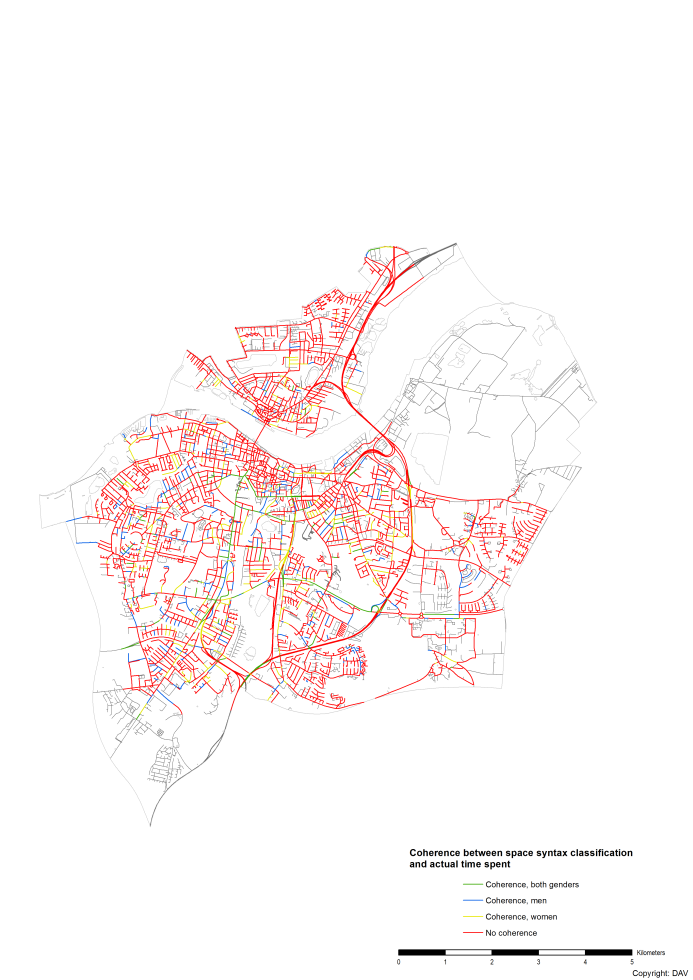 Coherence between space syntax classification
and actual time spent
Coherence, both genders
Coherence, men
Coherence, women
No coherence
Kilometers
0 1 2 3 4 5
Copyright: DAV